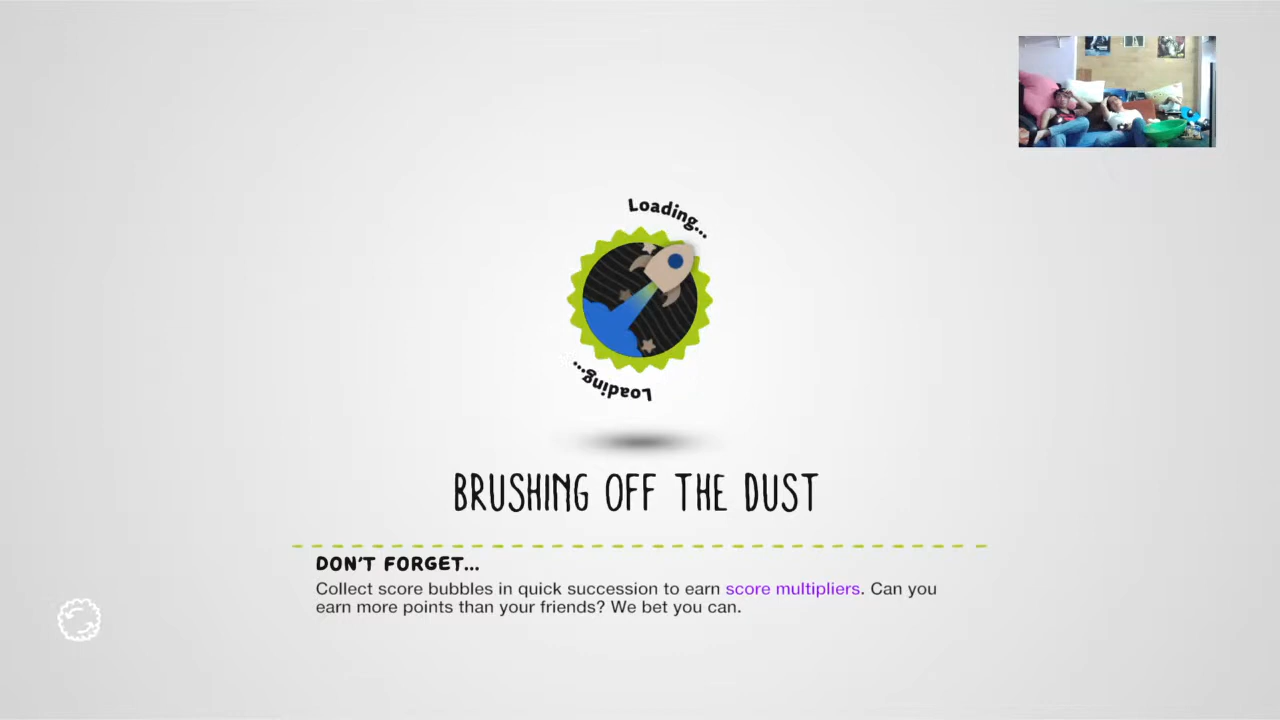 Loading...
Loading...
BRUSHING OFF THE DUST
DON'T FORGET...
Collect score bubbles in quick succession to earn score multipliers. Can you
earn more points than your friends? We bet you can.